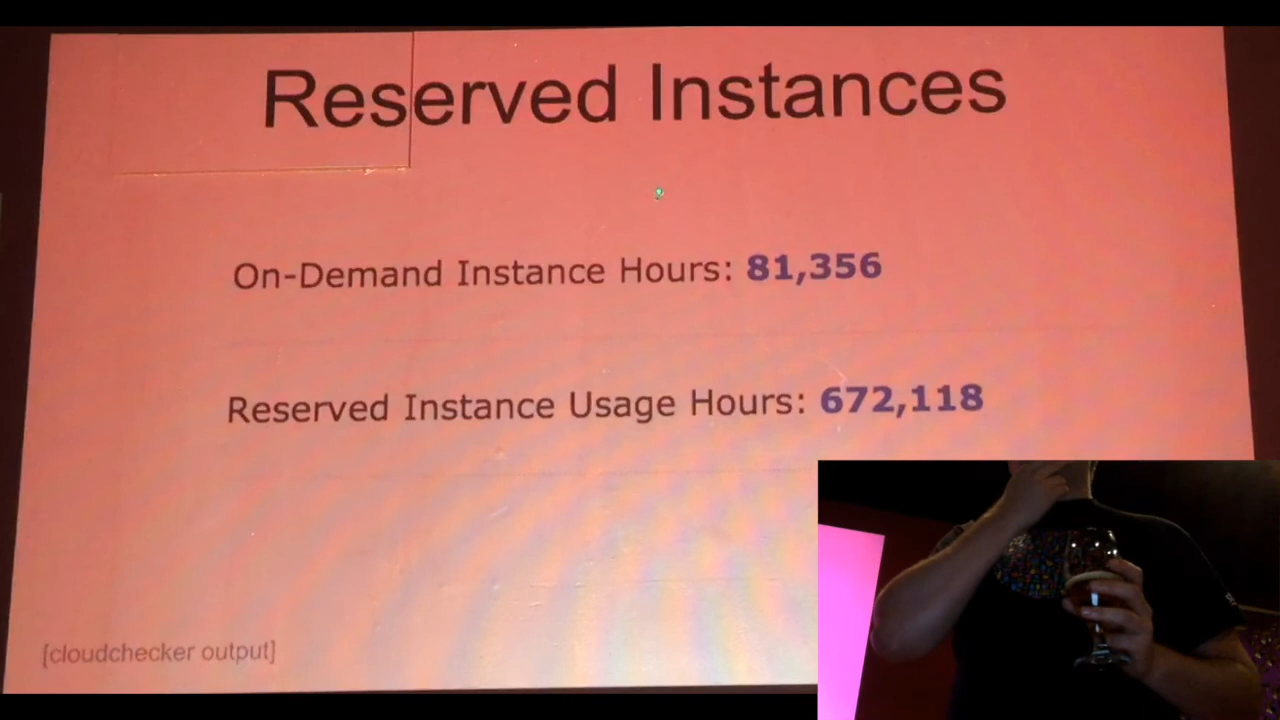 Reserved Instances
On-Demand Instance Hours: 81,356
Reserved Instance Usage Hours: 672,118
[cloudchecker output]